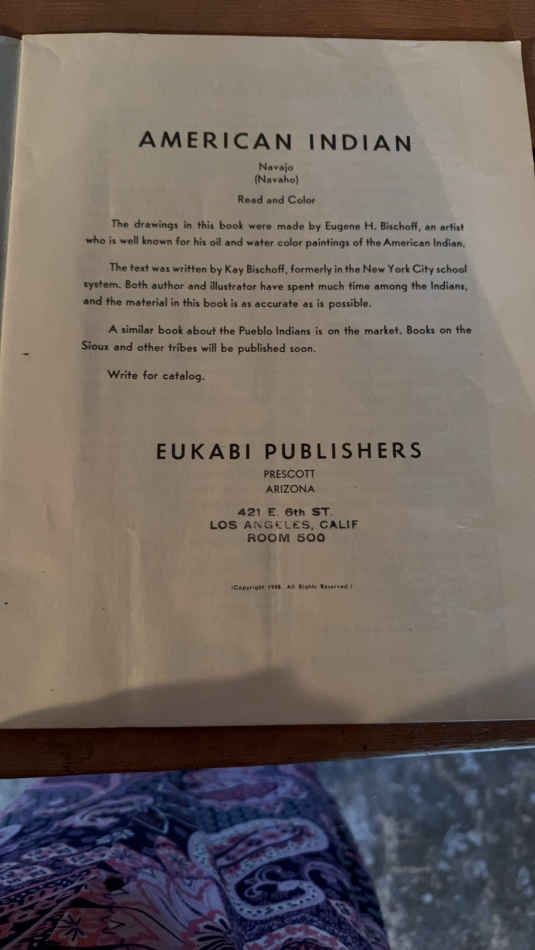 AMERICAN INDIAN
Navajo
(Navaho)
Read and Color
The drawings in this book were made by Eugene H. Bischoff, an artist
who is well known for his oil and water color paintings of the American Indian.
The text was written by Kay Bischoff, formerly in the New York City school
system. Both author and illustrator have spent much time among the Indians,
and the material in this book is as accurate as is possible.
A similar book about the Pueblo Indians is on the market. Books on the
Sioux and other tribes will be published soon.
Write for catalog.
EUKABI PUBLISHERS
PRESCOTT
ARIZONA
421 E. 6th ST.
LOS ANGELES, CALIF
ROOM 500
(Copyright All Rights Reserved.)